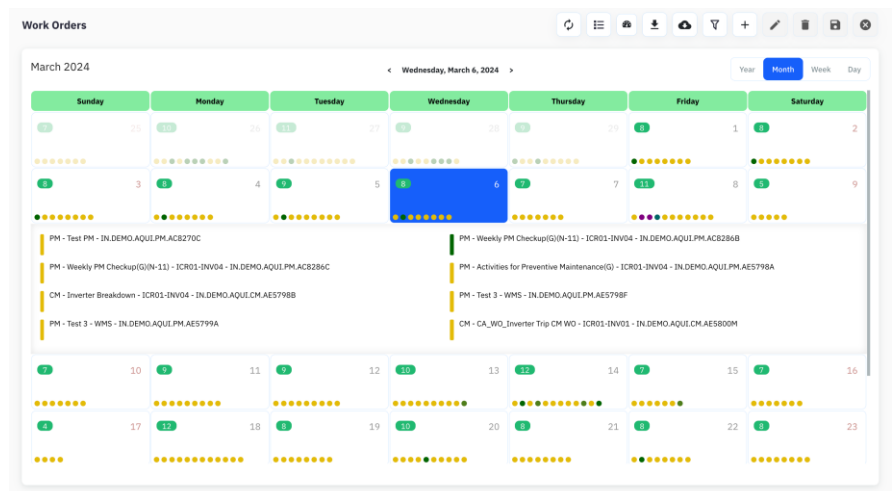 Work Orders
March 2024
Wednesday, March 6, 2024
Year Month Week Day
Sunday Monday Tuesday Wednesday Thursday Friday Saturday
7 25 10 26 11 27 9 28 9 29 8 1 8 2
8 3 8 4 9 5 8 6 7 7 11 8 5 9
PM - Test PM - IN.DEMO.AQUI.PM.AC8270C
PM - Weekly PM Checkup(G)(N-11) - ICR01-INV04 - IN.DEMO.AQUI.PM.AC8286B
PM - Weekly PM Checkup(G)(N-11) - ICR01-INV04 - IN.DEMO.AQUI.PM.AC8286C
PM - Activities for Preventive Maintenance(G) - ICR01-INV04 - IN.DEMO.AQUI.PM.AE5798A
CM - Inverter Breakdown - ICR01-INV04 - IN.DEMO.AQUI.CM.AE5798B
PM - Test 3 - WMS - IN.DEMO.AQUI.PM.AE5798F
PM - Test 3 - WMS - IN.DEMO.AQUI.PM.AE5799A
CM - CA_WO_Inverter Trip CM WO - ICR01-INV01 - IN.DEMO.AQUI.CM.AE5800M
7 10 9 11 9 12 10 13 12 14 7 15 7 16
4 17 12 18 8 19 10 20 8 21 8 22 8 23